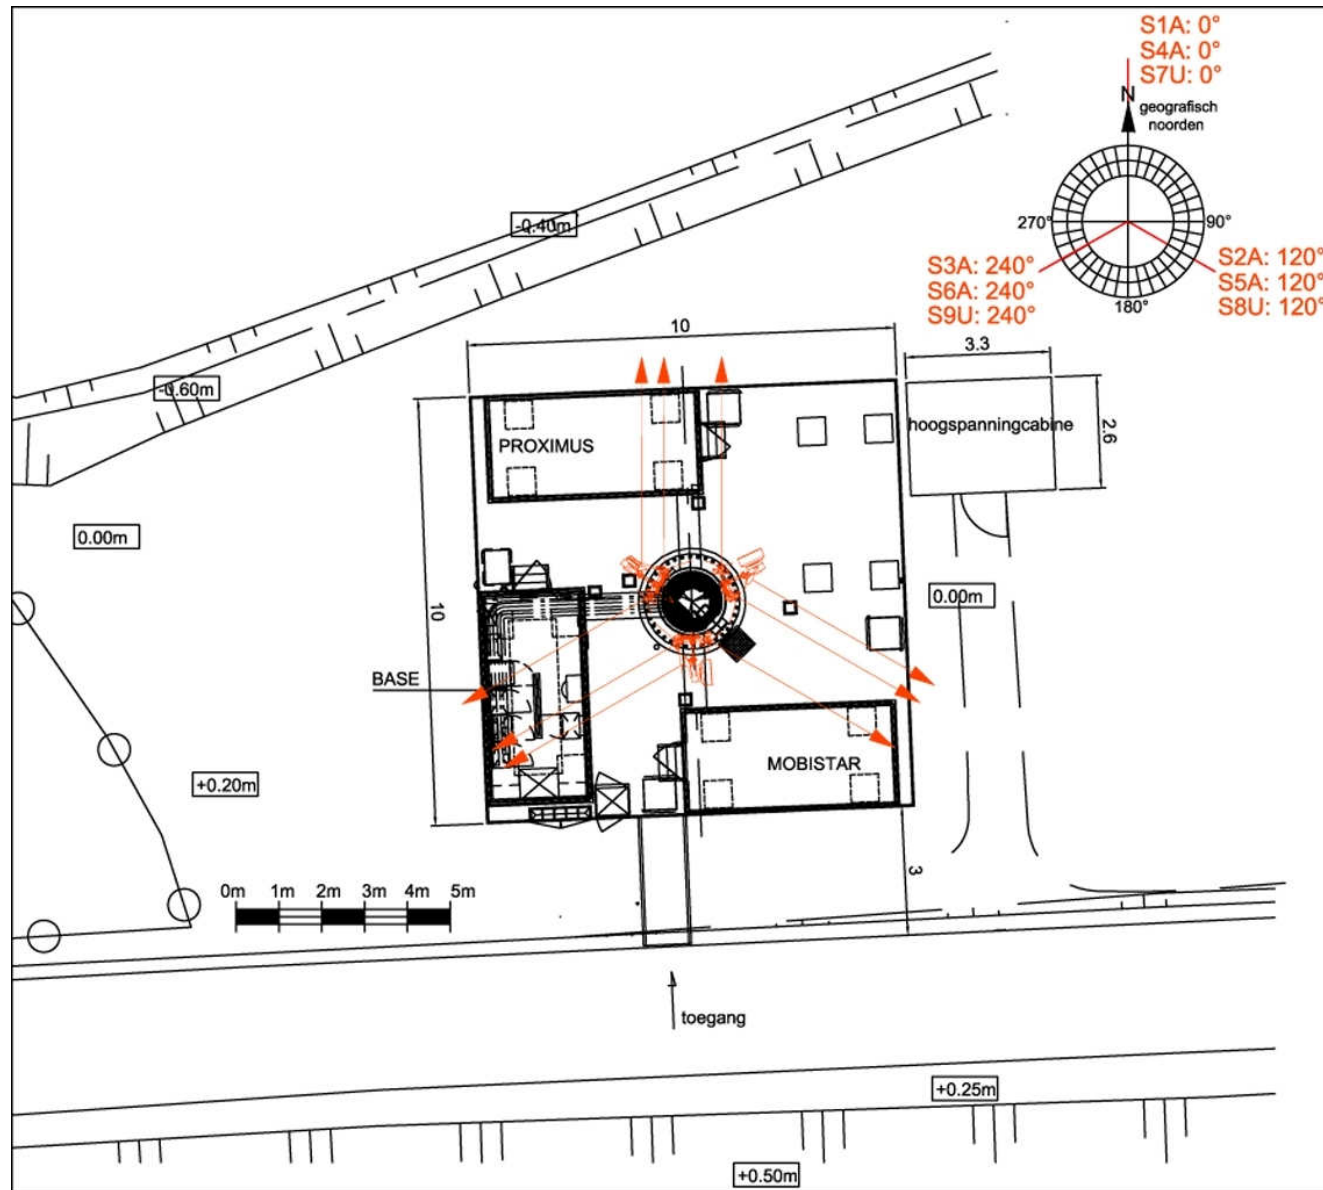 S1A: 0°
S4A: 0°
S7U: 0°
N
geografisch
noorden
270°
90°
180°
S3A: 240°
S6A: 240°
S9U: 240°
S2A: 120°
S5A: 120°
S8U: 120°
-0.40m
-0.60m
10
3.3
hoogspanningcabine
2.6
PROXIMUS
0.00m
0.00m
10
BASE
MOBISTAR
+0.20m
3
0m 1m 2m 3m 4m 5m
toegang
+0.25m
+0.50m